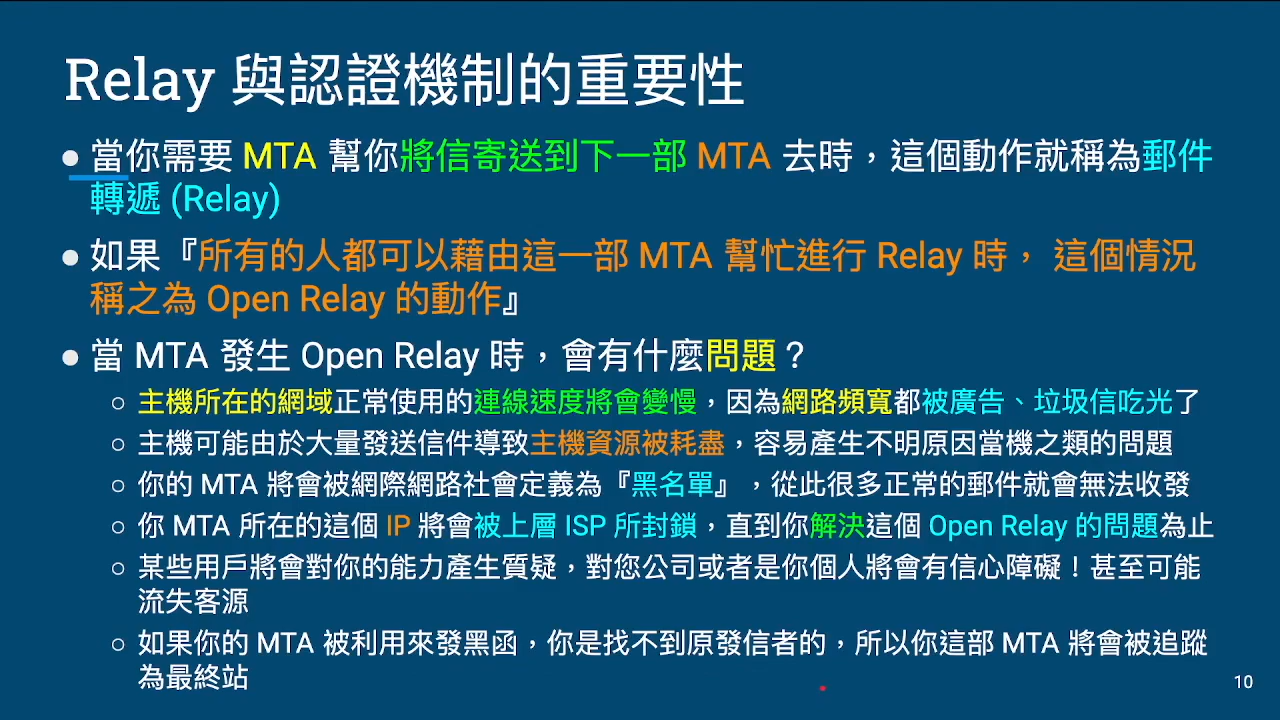 Relay 與認證機制的重要性
● 當你需要 MTA 幫你將信寄送到下一部 MTA 去時，這個動作就稱為郵件
轉遞 (Relay)
● 如果『所有的人都可以藉由這一部 MTA 幫忙進行 Relay 時， 這個情況
稱之為 Open Relay 的動作』
● 當 MTA 發生 Open Relay 時，會有什麼問題？
○ 主機所在的網域正常使用的連線速度將會變慢，因為網路頻寬都被廣告、垃圾信吃光了
○ 主機可能由於大量發送信件導致主機資源被耗盡，容易產生不明原因當機之類的問題
○ 你的 MTA 將會被網際網路社會定義為『黑名單』，從此很多正常的郵件就會無法收發
○ 你 MTA 所在的這個 IP 將會被上層 ISP 所封鎖，直到你解決這個 Open Relay 的問題為止
○ 某些用戶將會對你的能力產生質疑，對您公司或者是你個人將會有信心障礙！甚至可能
流失客源
○ 如果你的 MTA 被利用來發黑函，你是找不到原發信者的，所以你這部 MTA 將會被追蹤
為最終站
10